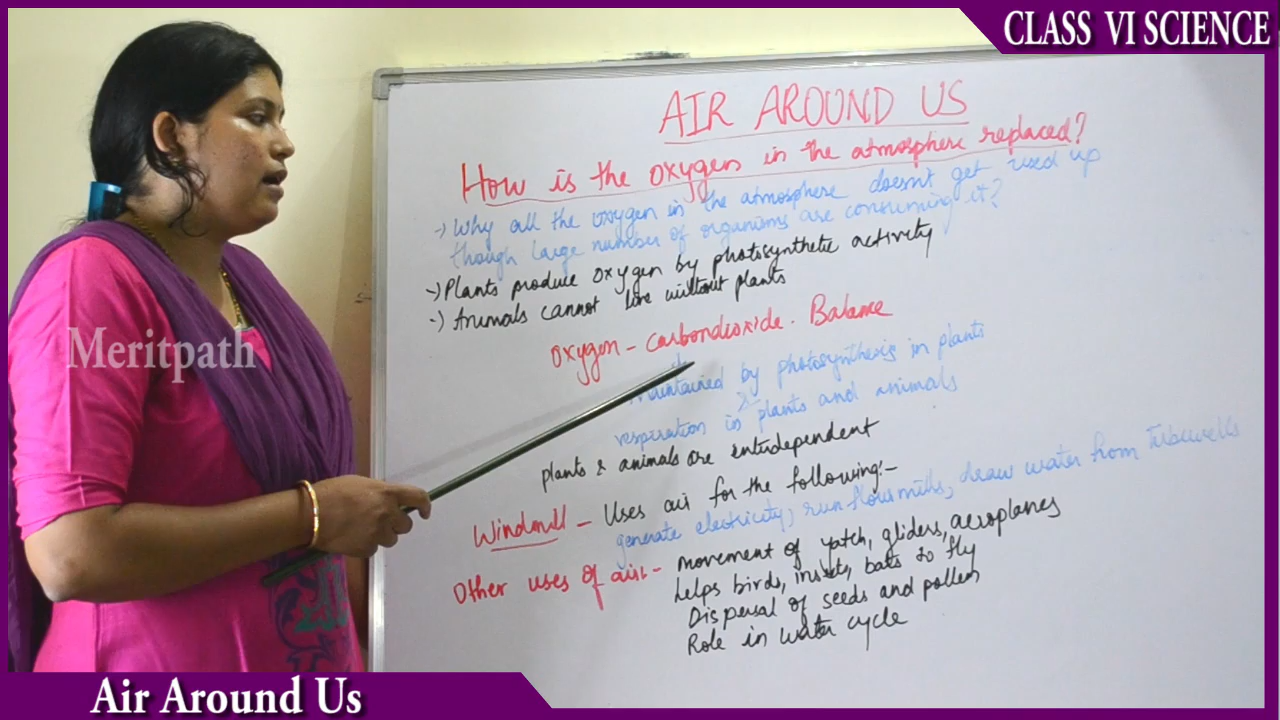 CLASS VI SCIENCE
AIR AROUND US
How is the oxygen in the atmosphere replaced?
-) Why all the oxygen in the atmosphere doesn't get used up
though large number of organisms are consuming it?
-) Plants produce oxygen by photosynthetic activity
-) Animals cannot live without plants
Oxygen - carbondioxide. Balance
Maintained by photosynthesis in plants
&
respiration in plants and animals
plants & animals are interdependent
Windmill - Uses air for the following:-
generate electricity, run flourmills, draw water from Tubewells
Other uses of air:- movement of yatch, gliders, aeroplanes
helps birds, insects, bats to fly
Dispersal of seeds and pollen
Role in water cycle
Meritpath
Air Around Us